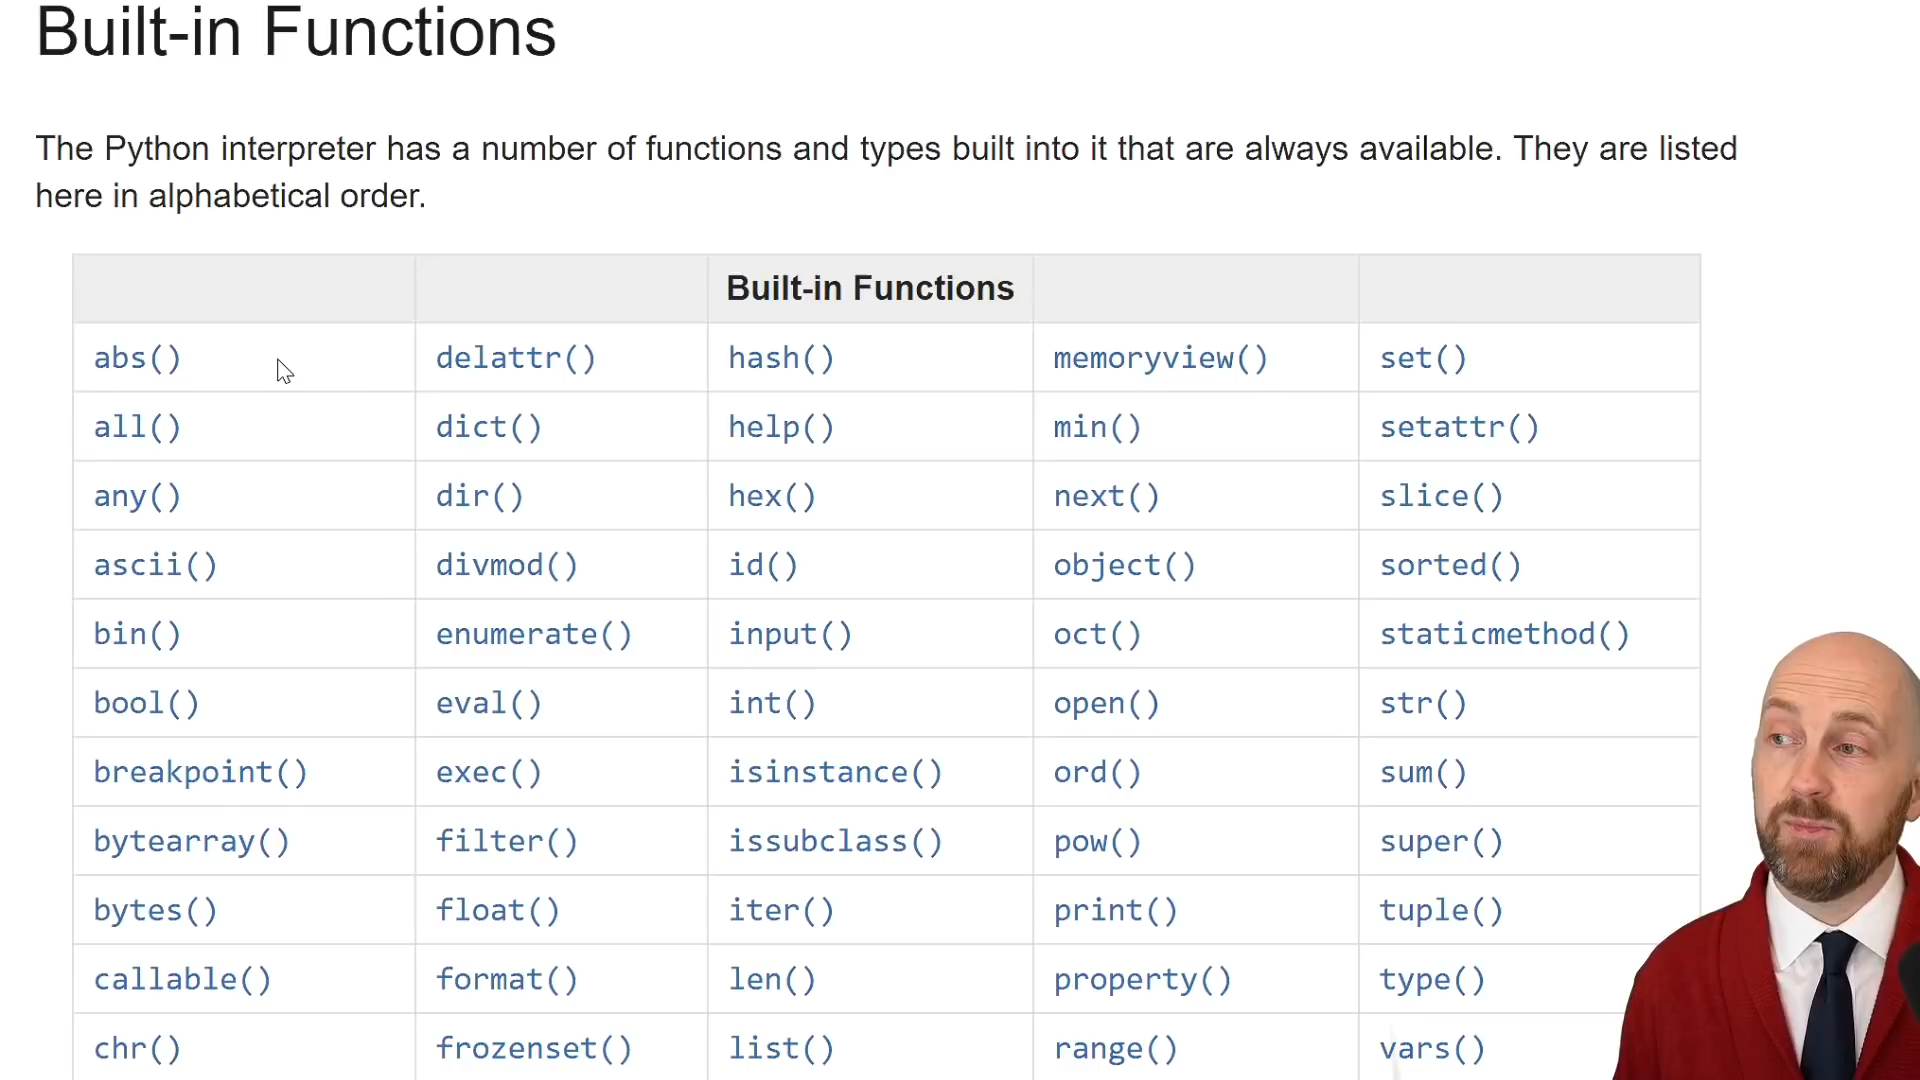 Built-in Functions
The Python interpreter has a number of functions and types built into it that are always available. They are listed
here in alphabetical order.
Built-in Functions
abs() delattr() hash() memoryview() set()
all() dict() help() min() setattr()
any() dir() hex() next() slice()
ascii() divmod() id() object() sorted()
bin() enumerate() input() oct() staticmethod()
bool() eval() int() open() str()
breakpoint() exec() isinstance() ord() sum()
bytearray() filter() issubclass() pow() super()
bytes() float() iter() print() tuple()
callable() format() len() property() type()
chr() frozenset() list() range() vars()